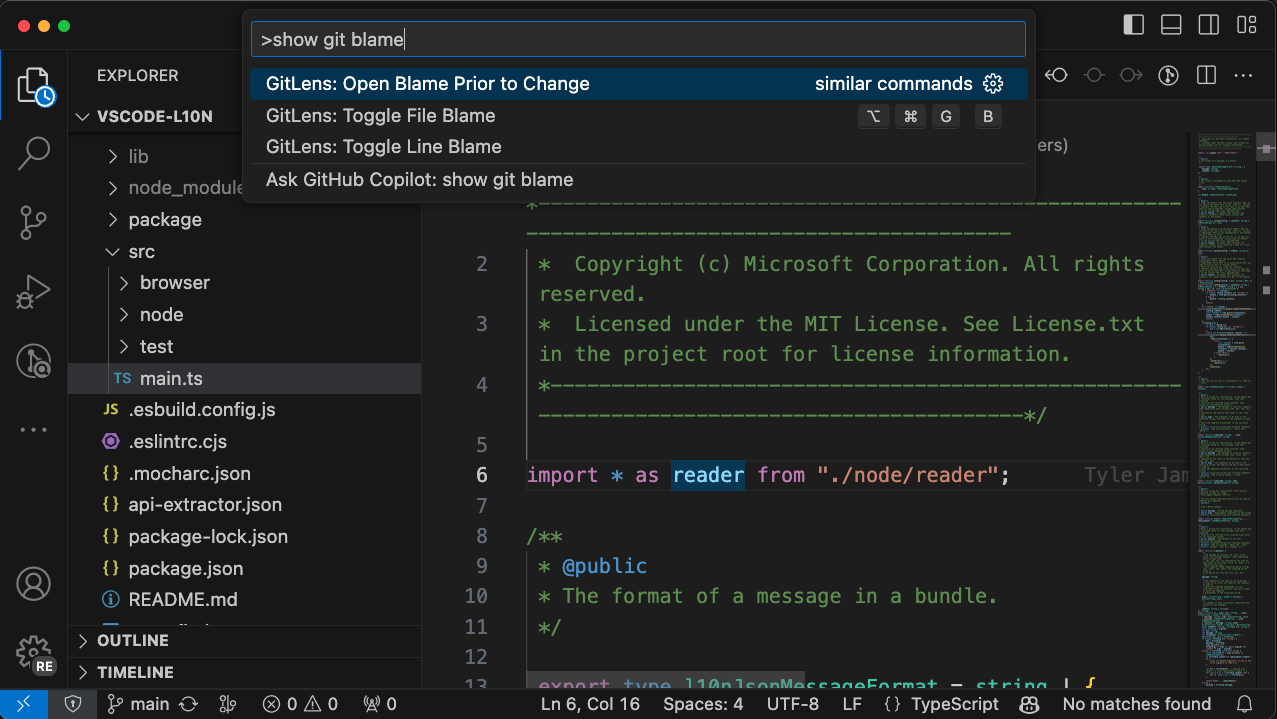 >show git blame
GitLens: Open Blame Prior to Change similar commands
GitLens: Toggle File Blame ⌥ ⌘ G B
GitLens: Toggle Line Blame
Ask GitHub Copilot: show git blame
EXPLORER
VSCODE-L10N
lib
node_module
package
src
browser
node
test
TS main.ts
JS .esbuild.config.js
.eslintrc.cjs
{} .mocharc.json
{} api-extractor.json
{} package-lock.json
{} package.json
README.md
OUTLINE
TIMELINE
ers)
*------------------------------------------------------
----------------------------------------
2 * Copyright (c) Microsoft Corporation. All rights
reserved.
3 * Licensed under the MIT License. See License.txt
in the project root for license information.
4 *-----------------------------------------------------
----------------------------------------*/
5
6 import * as reader from "./node/reader"; Tyler Jam
7
8 /**
9 * @public
10 * The format of a message in a bundle.
11 */
12
13 export type l10nJsonMessageFormat = string | {
RE
main 0 0 0 Ln 6, Col 16 Spaces: 4 UTF-8 LF {} TypeScript No matches found